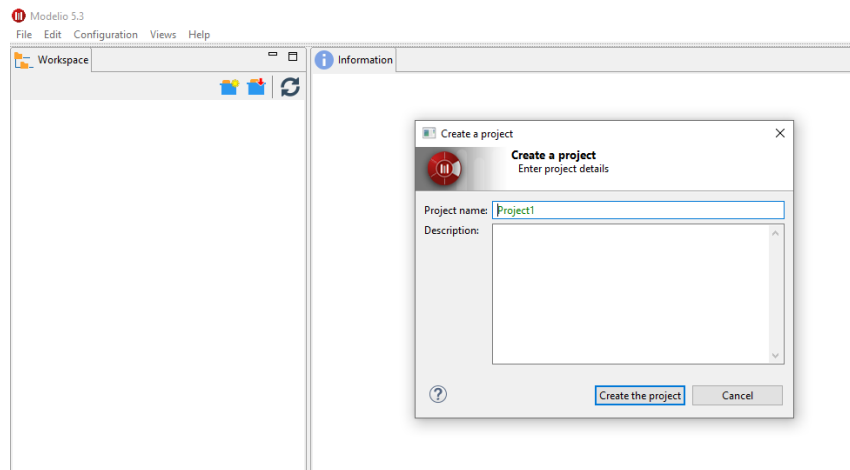 Modelio 5.3
File Edit Configuration Views Help
Workspace
Information
Create a project
Create a project
Enter project details
Project name: Project1
Description:
Create the project Cancel